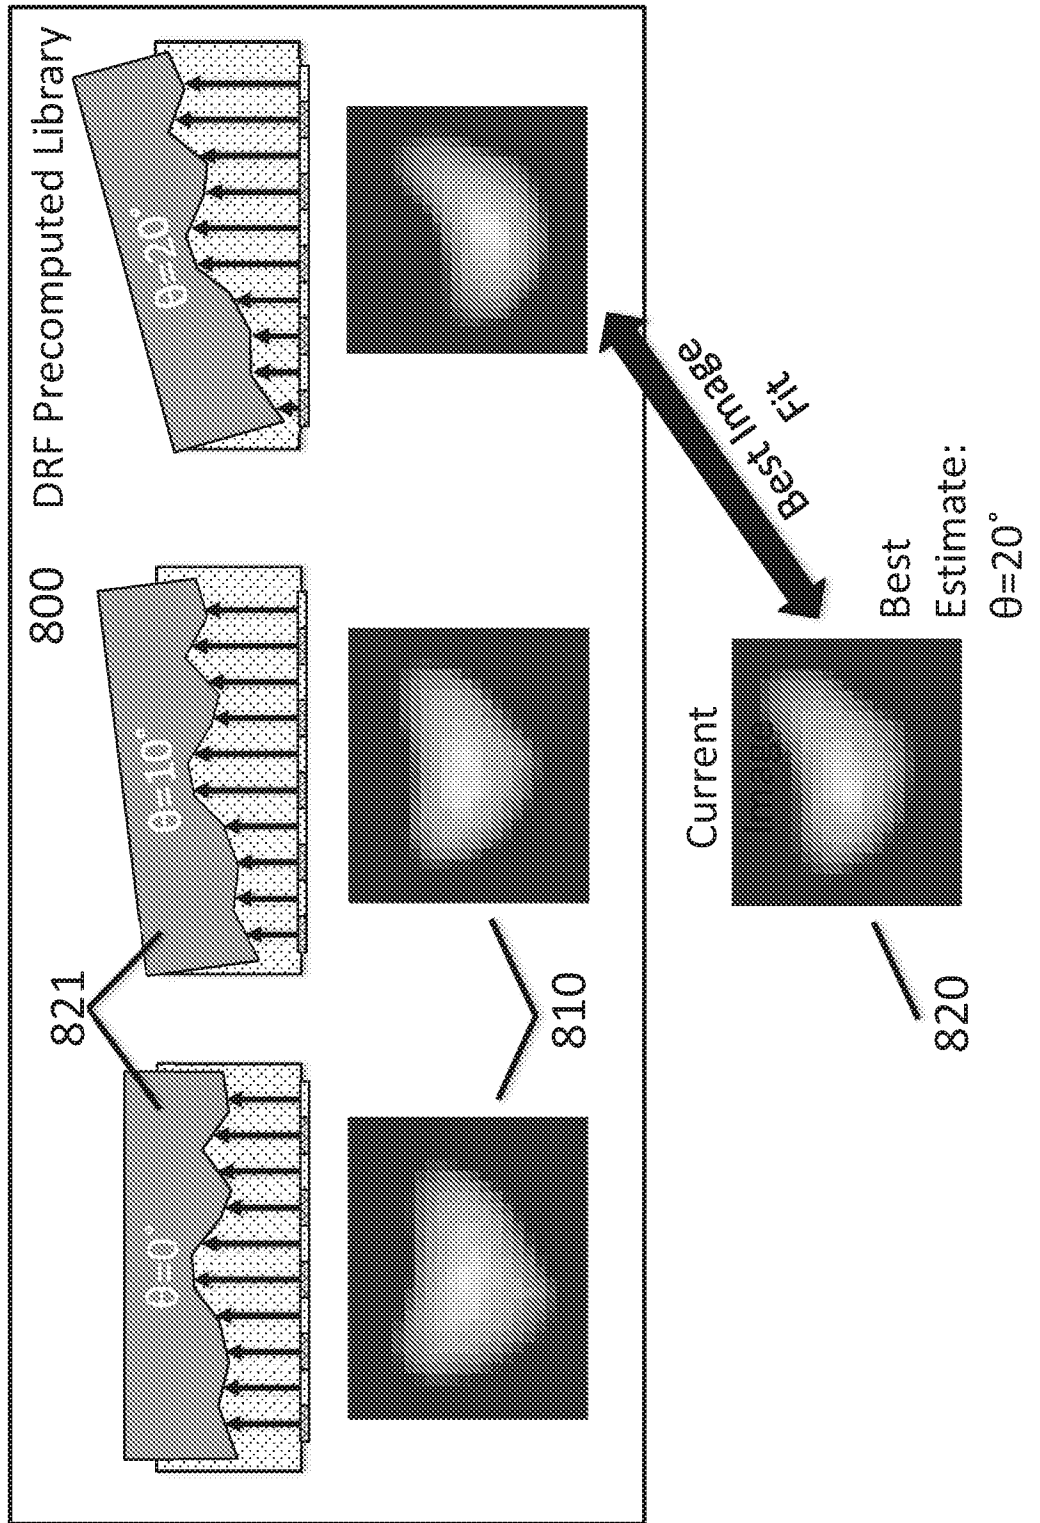 DRF Precomputed Library
800
821
θ=0°
θ=10°
θ=20°
810
Best Image
Fit
Current
820
Best
Estimate:
θ=20°